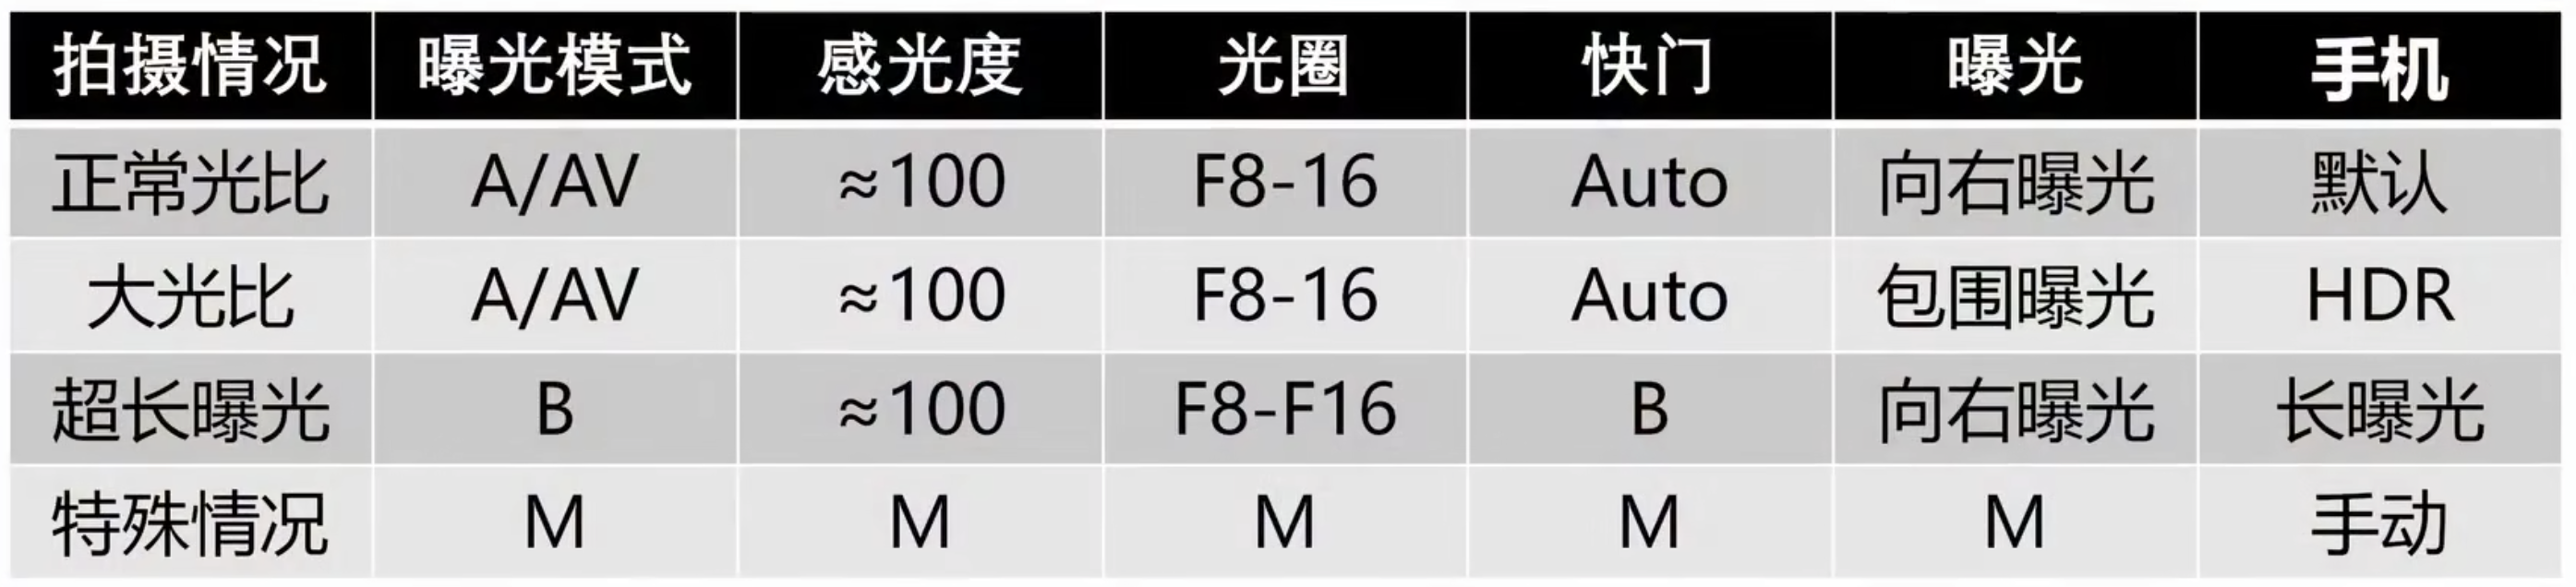 拍摄情况 曝光模式 感光度 光圈 快门 曝光 手机
正常光比 A/AV ≈100 F8-16 Auto 向右曝光 默认
大光比 A/AV ≈100 F8-16 Auto 包围曝光 HDR
超长曝光 B ≈100 F8-F16 B 向右曝光 长曝光
特殊情况 M M M M M 手动